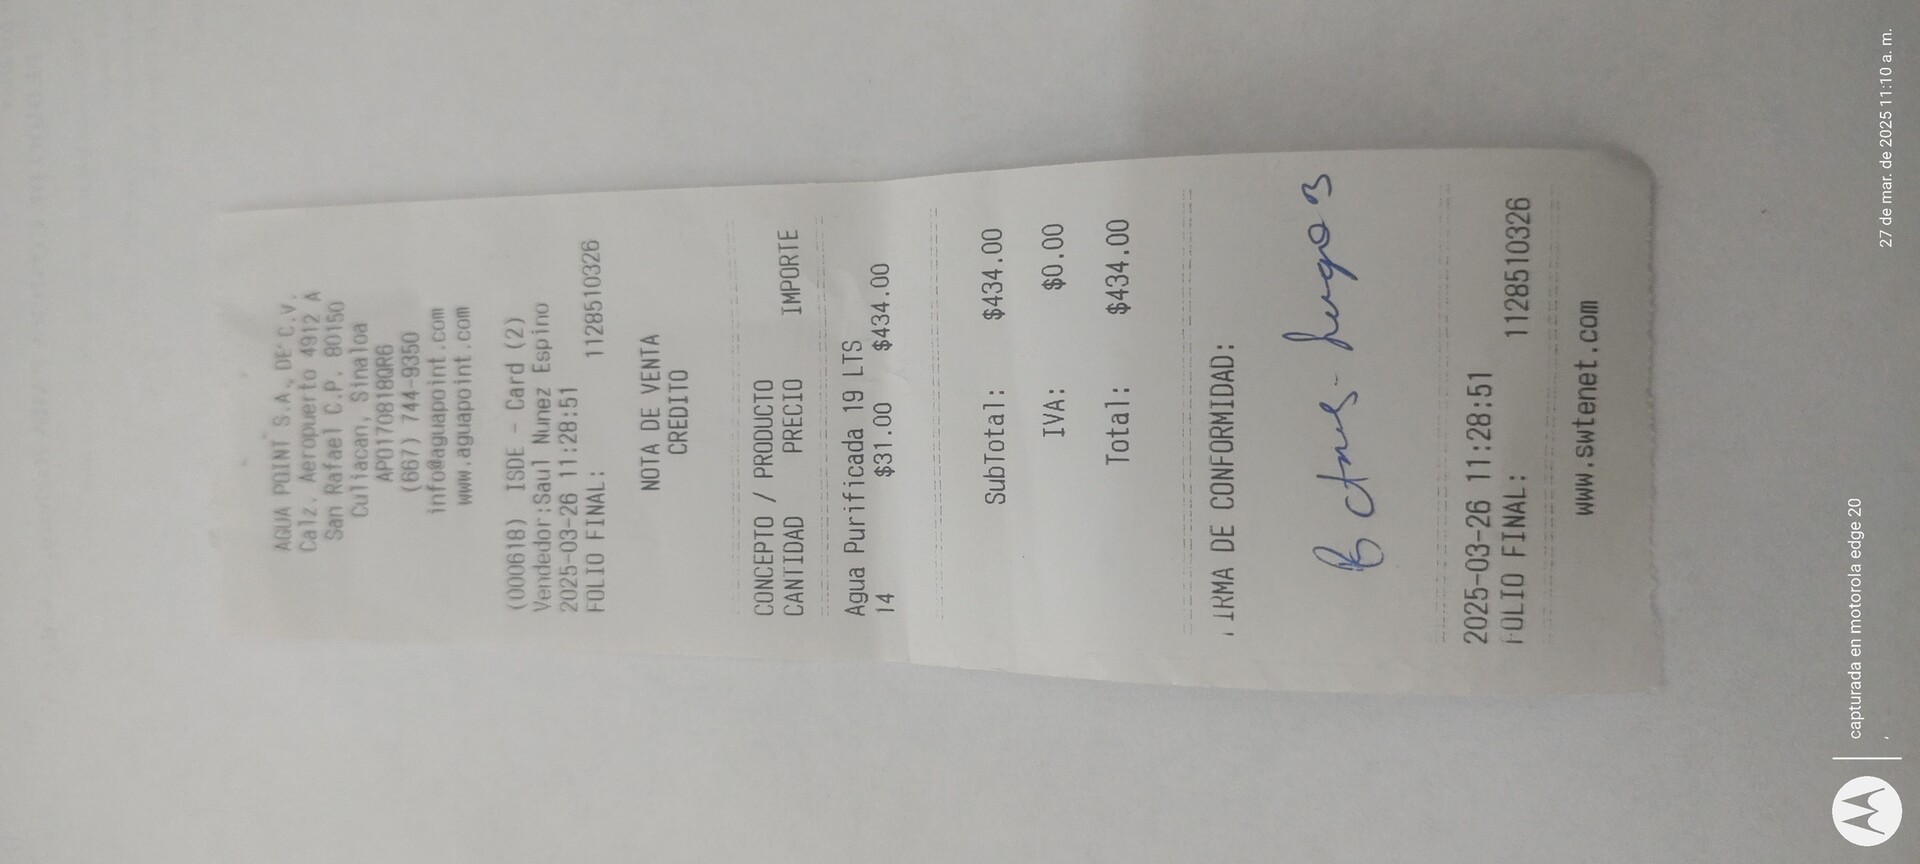 AGUA POINT S.A. DE C.V.
Calz. Aeropuerto 4912 A
San Rafael C.P. 80150
Culiacan, Sinaloa
APO170818QR6
(667) 744-9350
info@aguapoint.com
www.aguapoint.com
(000618) ISDE - Card (2)
Vendedor:Saul Nunez Espino
2025-03-26 11:28:51
FOLIO FINAL: 1128510326
NOTA DE VENTA
CREDITO
CONCEPTO / PRODUCTO
CANTIDAD PRECIO IMPORTE
Agua Purificada 19 LTS
14 $31.00 $434.00
SubTotal: $434.00
IVA: $0.00
Total: $434.00
FIRMA DE CONFORMIDAD:
2025-03-26 11:28:51
FOLIO FINAL: 1128510326
www.swtenet.com
capturada en motorola edge 20
27 de mar. de 2025 11:10 a. m.